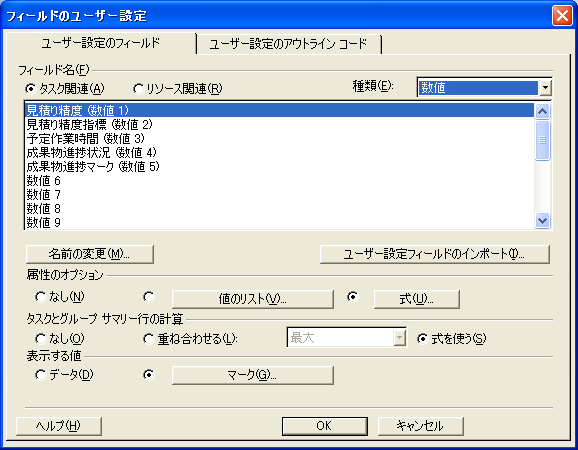 フィールドのユーザー設定
ユーザー設定のフィールド ユーザー設定のアウトライン コード
フィールド名(F)
タスク関連(A) リソース関連(R) 種類(E): 数値
見積り精度 (数値 1)
見積り精度指標 (数値 2)
予定作業時間 (数値 3)
成果物進捗状況 (数値 4)
成果物進捗マーク (数値 5)
数値 6
数値 7
数値 8
数値 9
名前の変更(M)... ユーザー設定フィールドのインポート(I)...
属性のオプション
なし(N) 値のリスト(V)... 式(U)...
タスクとグループ サマリー行の計算
なし(O) 重ね合わせる(L): 最大 式を使う(S)
表示する値
データ(D) マーク(G)...
ヘルプ(H) OK キャンセル